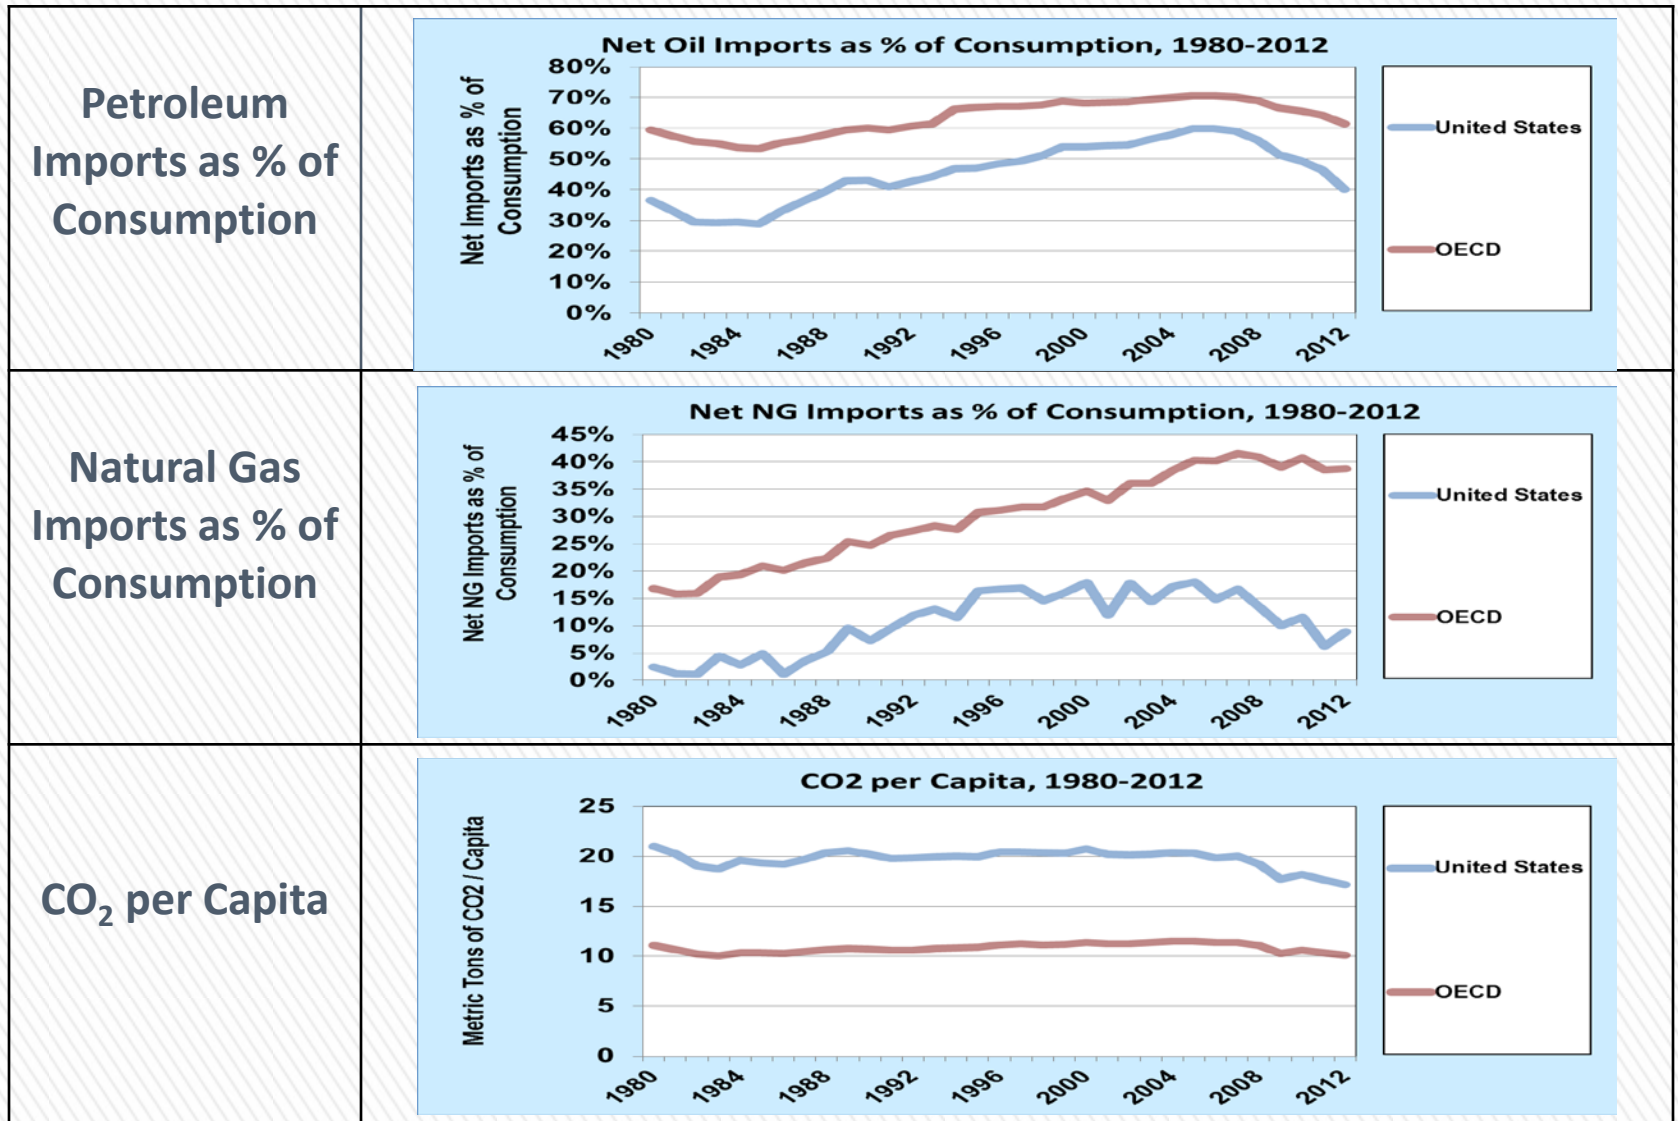 Petroleum
Imports as % of
Consumption
Net Oil Imports as % of Consumption, 1980-2012
Net Imports as % of
Consumption
80%
70%
60%
50%
40%
30%
20%
10%
0%
1980
1984
1988
1992
1996
2000
2004
2008
2012
United States
OECD
Natural Gas
Imports as % of
Consumption
Net NG Imports as % of Consumption, 1980-2012
Net NG Imports as % of
Consumption
45%
40%
35%
30%
25%
20%
15%
10%
5%
0%
1980
1984
1988
1992
1996
2000
2004
2008
2012
United States
OECD
CO₂ per Capita
CO2 per Capita, 1980-2012
Metric Tons of CO2 / Capita
25
20
15
10
5
0
1980
1984
1988
1992
1996
2000
2004
2008
2012
United States
OECD